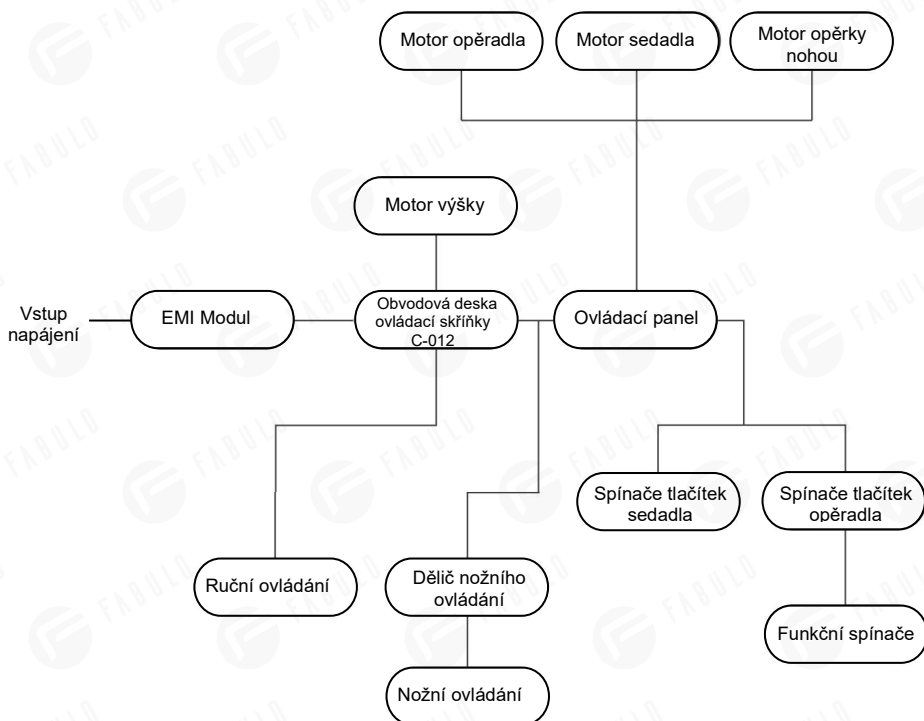 Motor opěradla
Motor sedadla
Motor opěrky
nohou
Motor výšky
Vstup
napájení
EMI Modul
Obvodová deska
ovládací skříňky
C-012
Ovládací panel
Spínače tlačítek
sedadla
Spínače tlačítek
opěradla
Ruční ovládání
Dělič nožního
ovládání
Funkční spínače
Nožní ovládání
FABULO